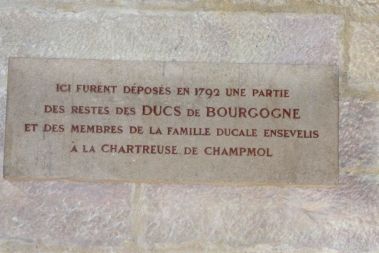 ICI FURENT DÉPOSÉS EN 1792 UNE PARTIE
DES RESTES DES DUCS DE BOURGOGNE
ET DES MEMBRES DE LA FAMILLE DUCALE ENSEVELIS
À LA CHARTREUSE DE CHAMPMOL